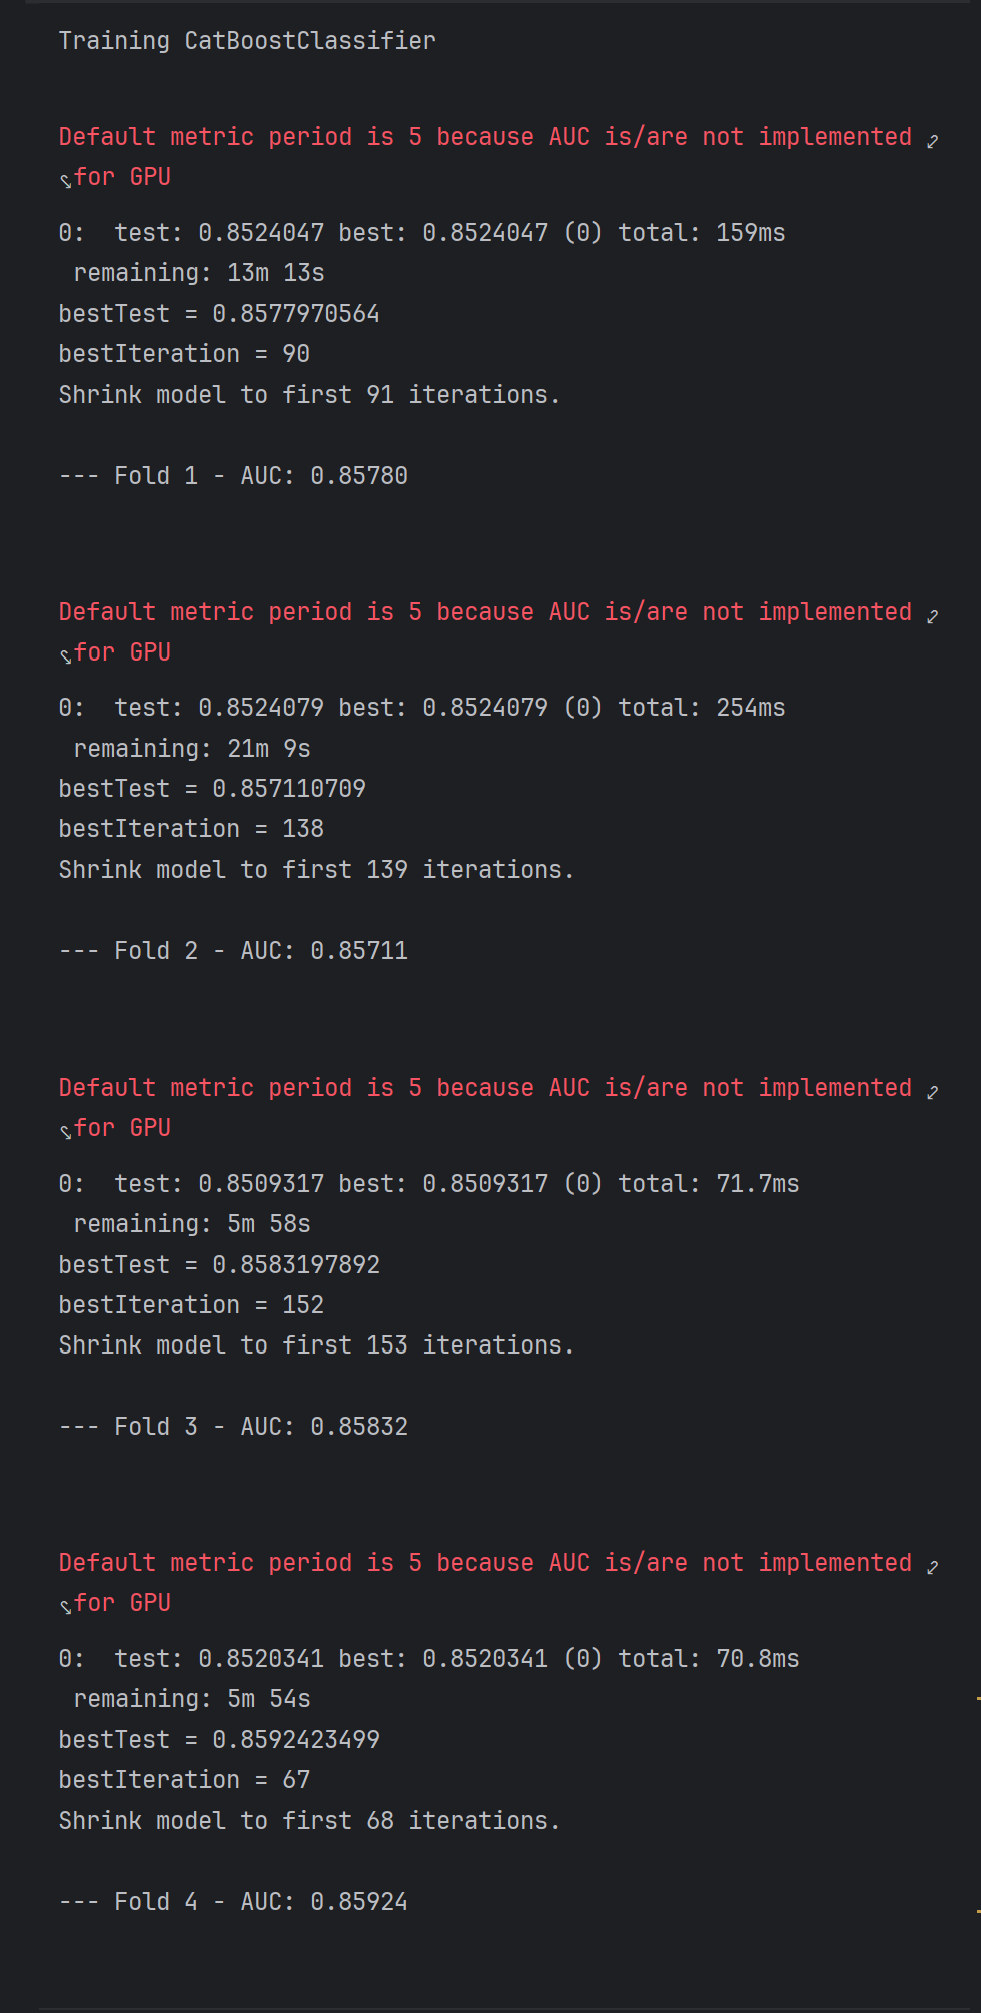 Training CatBoostClassifier
Default metric period is 5 because AUC is/are not implemented
for GPU
0:  test: 0.8524047 best: 0.8524047 (0) total: 159ms
remaining: 13m 13s
bestTest = 0.8577970564
bestIteration = 90
Shrink model to first 91 iterations.
--- Fold 1 - AUC: 0.85780
Default metric period is 5 because AUC is/are not implemented
for GPU
0:  test: 0.8524079 best: 0.8524079 (0) total: 254ms
remaining: 21m 9s
bestTest = 0.857110709
bestIteration = 138
Shrink model to first 139 iterations.
--- Fold 2 - AUC: 0.85711
Default metric period is 5 because AUC is/are not implemented
for GPU
0:  test: 0.8509317 best: 0.8509317 (0) total: 71.7ms
remaining: 5m 58s
bestTest = 0.8583197892
bestIteration = 152
Shrink model to first 153 iterations.
--- Fold 3 - AUC: 0.85832
Default metric period is 5 because AUC is/are not implemented
for GPU
0:  test: 0.8520341 best: 0.8520341 (0) total: 70.8ms
remaining: 5m 54s
bestTest = 0.8592423499
bestIteration = 67
Shrink model to first 68 iterations.
--- Fold 4 - AUC: 0.85924